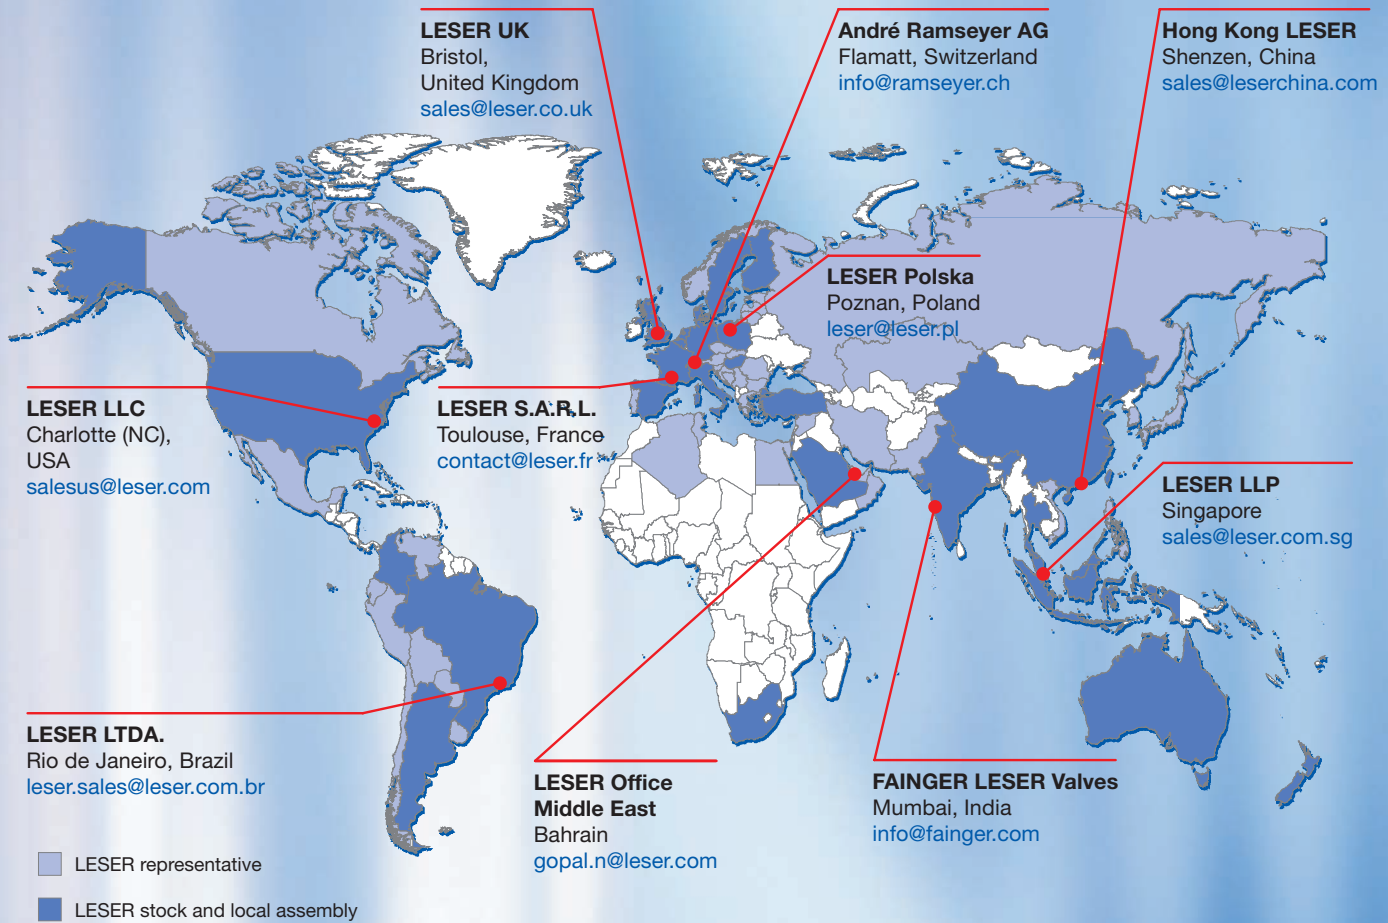 LESER UK
Bristol,
United Kingdom
sales@leser.co.uk
André Ramseyer AG
Flamatt, Switzerland
info@ramseyer.ch
Hong Kong LESER
Shenzen, China
sales@leserchina.com
LESER Polska
Poznan, Poland
leser@leser.pl
LESER LLC
Charlotte (NC),
USA
salesus@leser.com
LESER S.A.R.L.
Toulouse, France
contact@leser.fr
LESER LLP
Singapore
sales@leser.com.sg
LESER LTDA.
Rio de Janeiro, Brazil
leser.sales@leser.com.br
LESER Office
Middle East
Bahrain
gopal.n@leser.com
FAINGER LESER Valves
Mumbai, India
info@fainger.com
LESER representative
LESER stock and local assembly